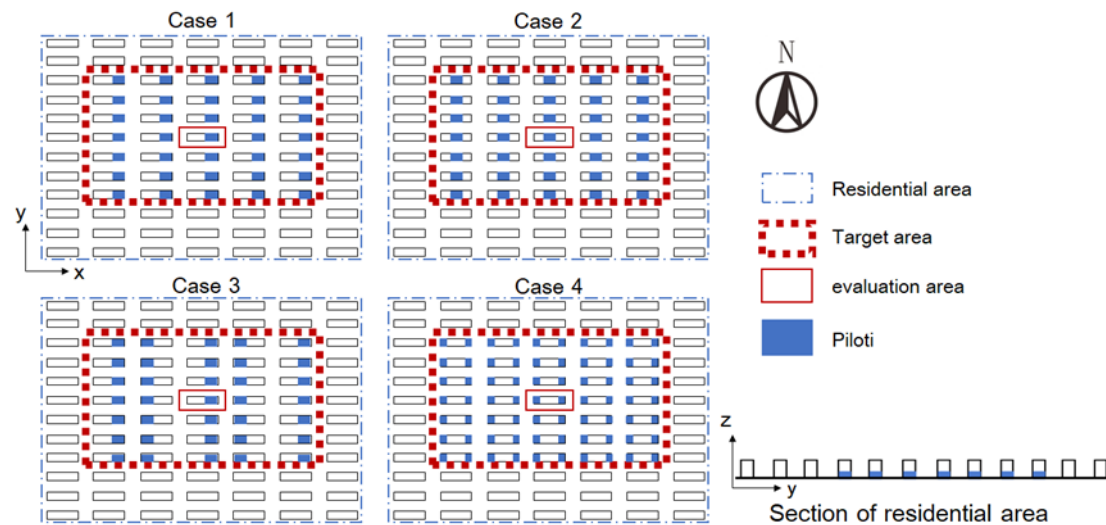 Case 1
Case 2
N
Residential area
y
Target area
x
Case 3
Case 4
evaluation area
Piloti
z
y
Section of residential area